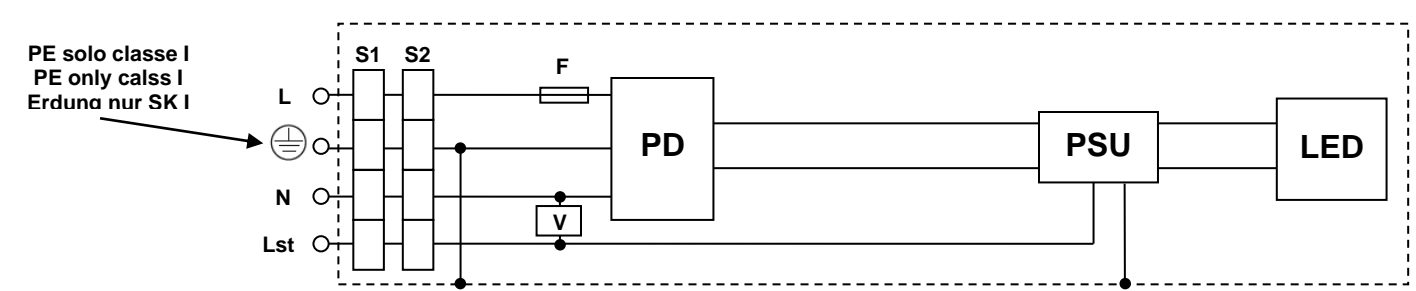 PE solo classe I
PE only calss I
Erdung nur SK I
S1 S2
F
L
PD
PSU
LED
N
V
Lst